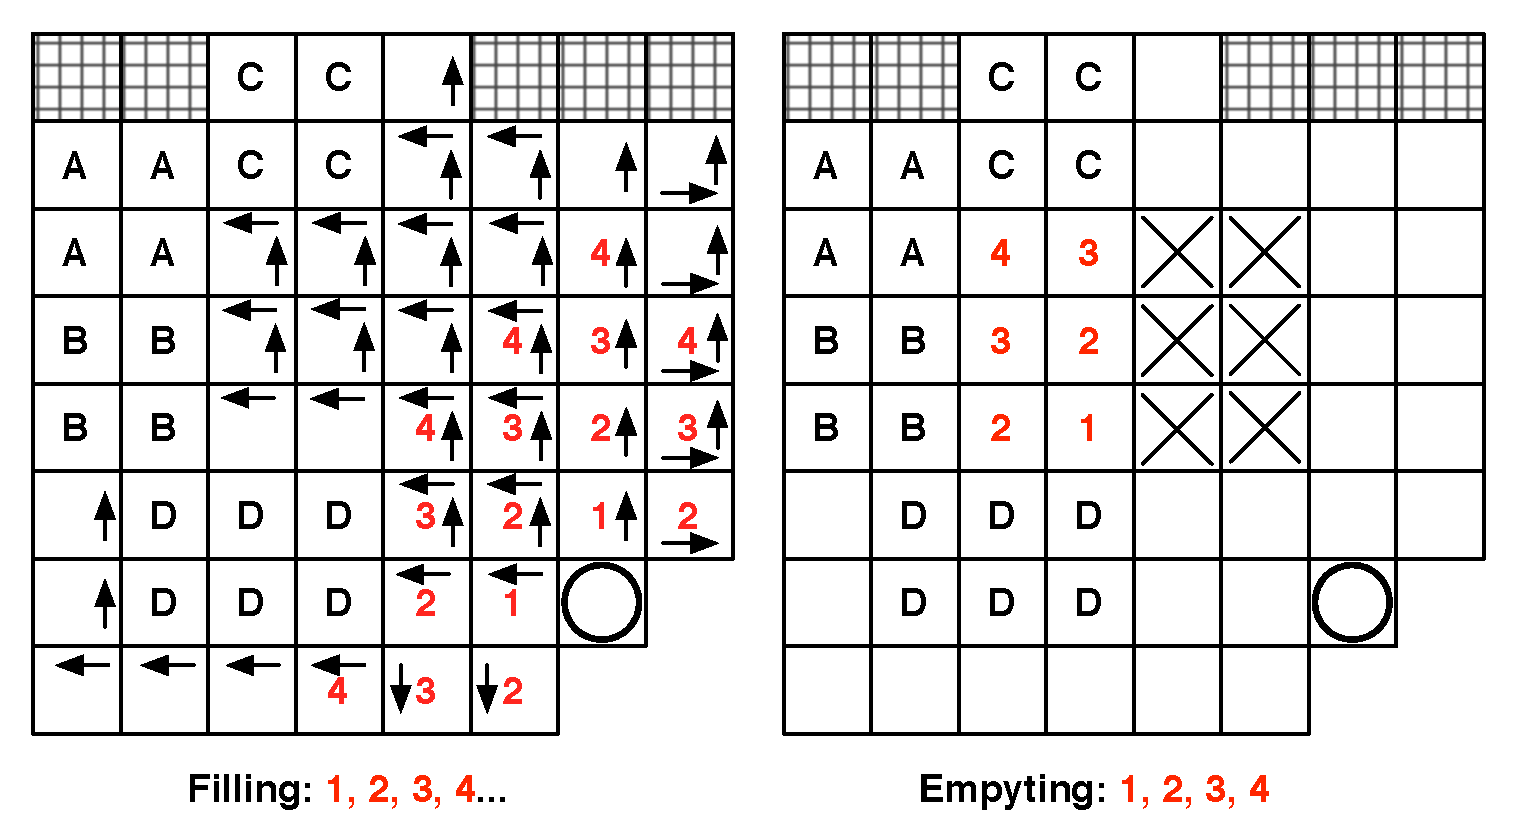 C C C C
A A C C A A C C
A A 4 A A 4 3
B B 4 3 4 B B 3 2
B B 4 3 2 3 B B 2 1
D D D 3 2 1 2 D D D
D D D 2 1 D D D
4 3 2
Filling: 1, 2, 3, 4... Empyting: 1, 2, 3, 4